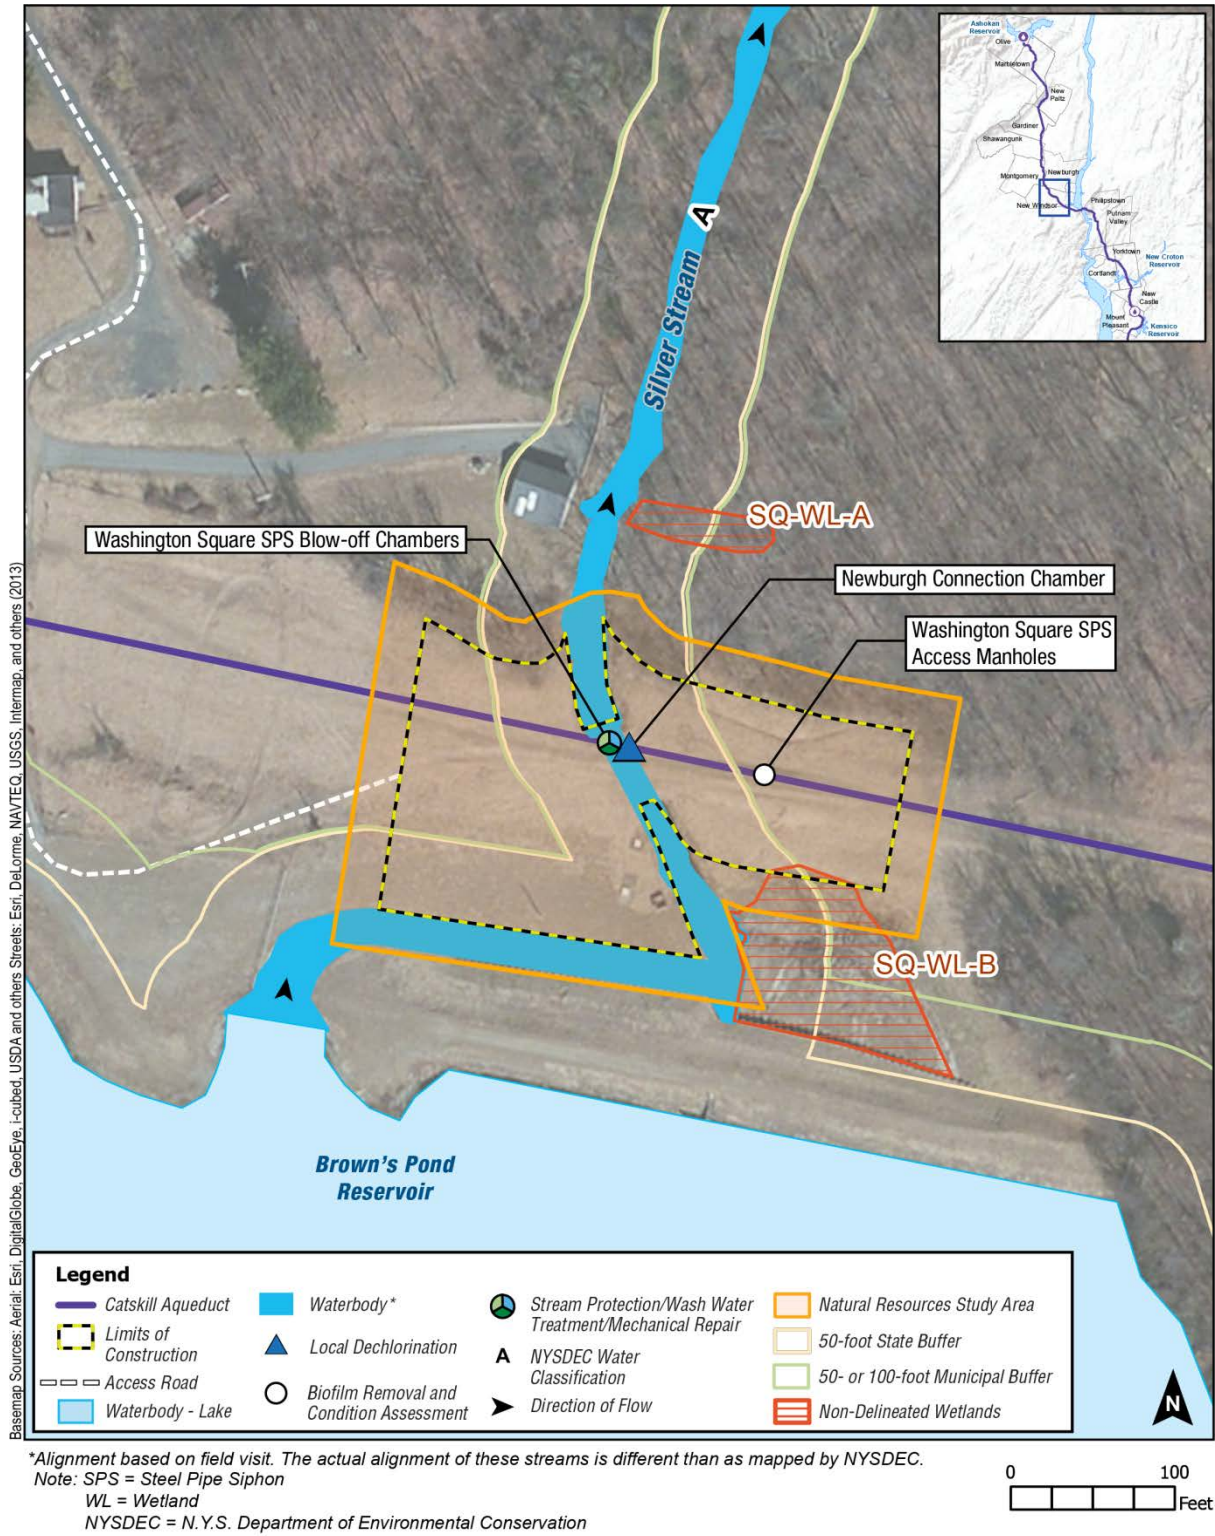 Ashokan
Reservoir
Olive
Marbletown
New
Paltz
Gardiner
Shawangunk
Montgomery
Newburgh
New Windsor
Philipstown
Putnam
Valley
Yorktown
New Croton
Reservoir
Cortlandt
New
Castle
Mount
Pleasant
Kensico
Reservoir
A
Silver Stream
SQ-WL-A
Washington Square SPS Blow-off Chambers
Newburgh Connection Chamber
Washington Square SPS
Access Manholes
SQ-WL-B
Brown's Pond
Reservoir
Basemap Sources: Aerial: Esri, DigitalGlobe, GeoEye, i-cubed, USDA and others Streets: Esri, DeLorme, NAVTEQ, USGS, Intermap, and others (2013)
Legend
Catskill Aqueduct
Limits of
Construction
Access Road
Waterbody - Lake
Waterbody*
Local Dechlorination
Biofilm Removal and
Condition Assessment
Stream Protection/Wash Water
Treatment/Mechanical Repair
A NYSDEC Water
Classification
Direction of Flow
Natural Resources Study Area
50-foot State Buffer
50- or 100-foot Municipal Buffer
Non-Delineated Wetlands
N
*Alignment based on field visit. The actual alignment of these streams is different than as mapped by NYSDEC.
Note: SPS = Steel Pipe Siphon
WL = Wetland
NYSDEC = N.Y.S. Department of Environmental Conservation
0 100
Feet